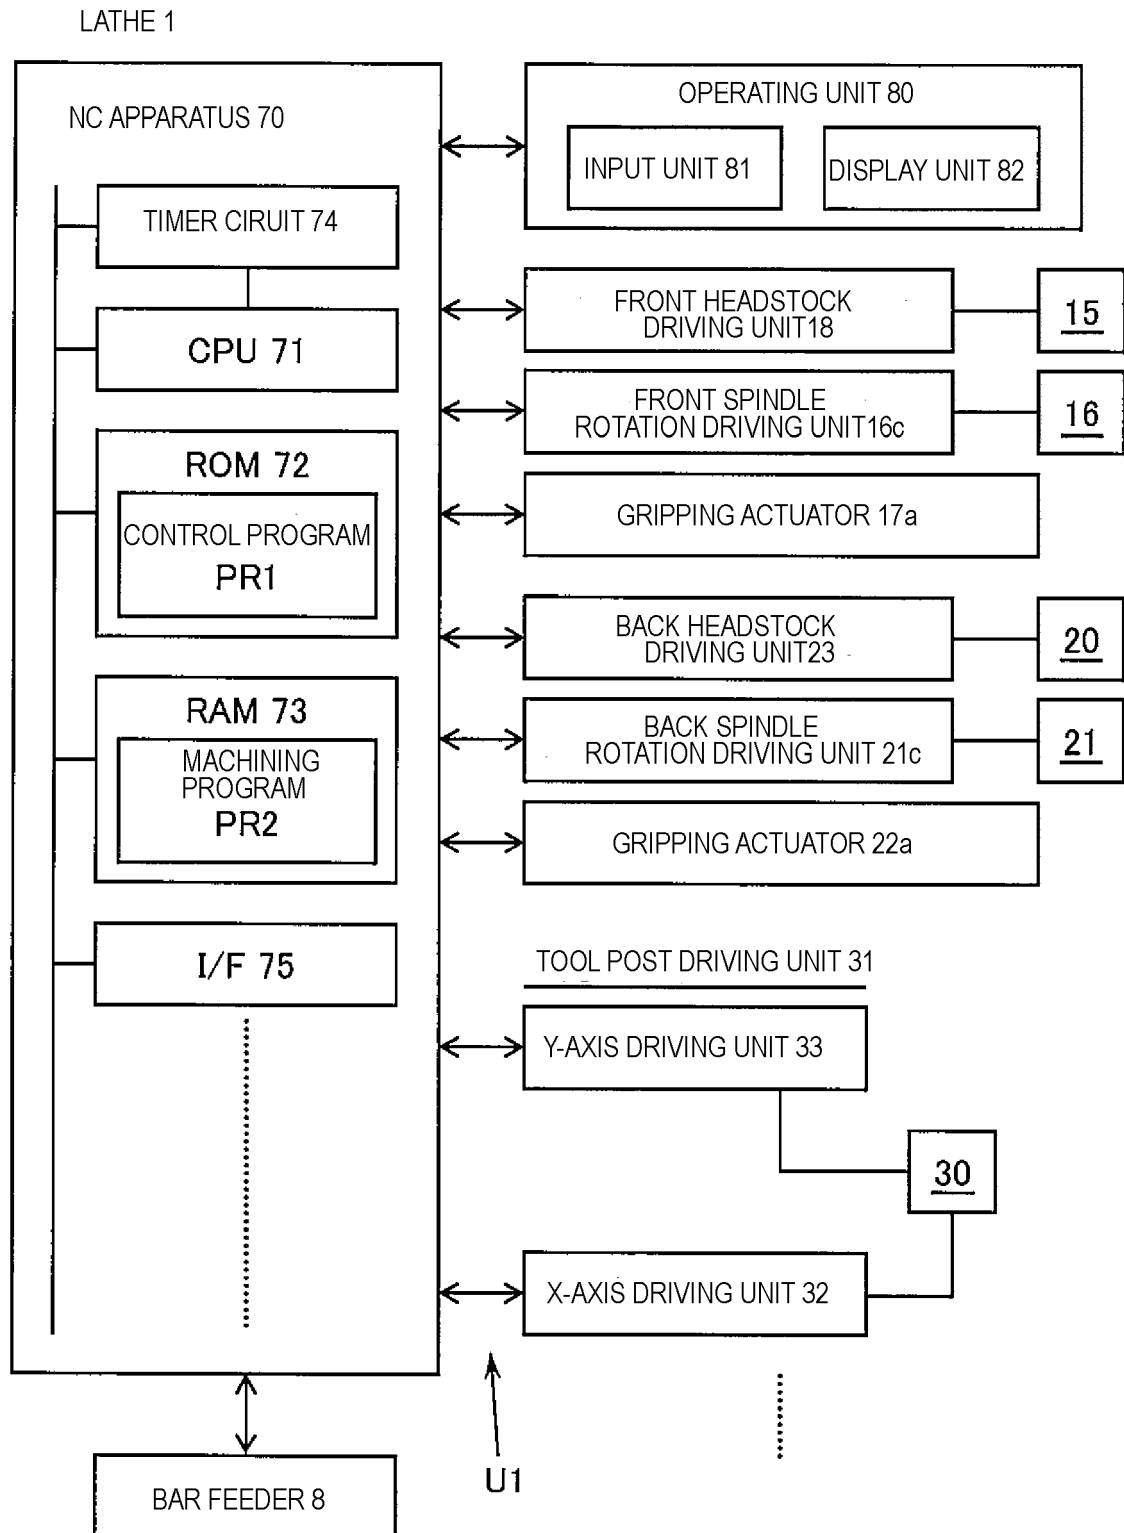 LATHE 1
NC APPARATUS 70
TIMER CIRUIT 74
CPU 71
ROM 72
CONTROL PROGRAM
PR1
RAM 73
MACHINING
PROGRAM
PR2
I/F 75
BAR FEEDER 8
OPERATING UNIT 80
INPUT UNIT 81
DISPLAY UNIT 82
FRONT HEADSTOCK
DRIVING UNIT18
15
FRONT SPINDLE
ROTATION DRIVING UNIT16c
16
GRIPPING ACTUATOR 17a
BACK HEADSTOCK
DRIVING UNIT23
20
BACK SPINDLE
ROTATION DRIVING UNIT 21c
21
GRIPPING ACTUATOR 22a
TOOL POST DRIVING UNIT 31
Y-AXIS DRIVING UNIT 33
30
X-AXIS DRIVING UNIT 32
U1